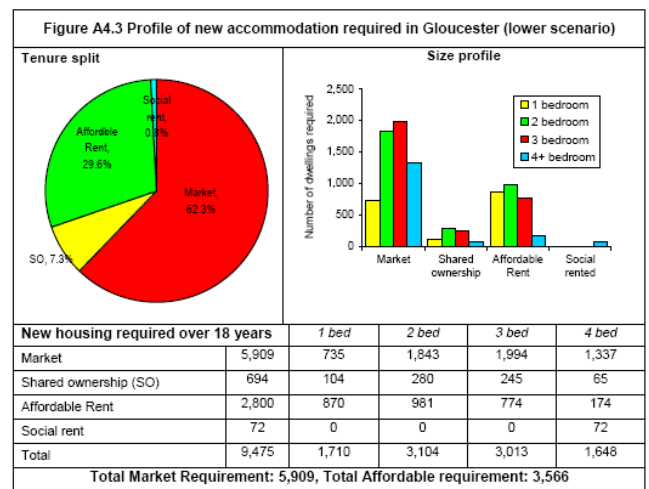 Figure A4.3 Profile of new accommodation required in Gloucester (lower scenario)
Tenure split
Social rent, 0.8%
Affordble Rent, 29.6%
Market, 62.3%
SO, 7.3%
Size profile
Number of dwellings required
2,500
2,000
1,500
1,000
500
0
1 bedroom
2 bedroom
3 bedroom
4+ bedroom
Market
Shared ownership
Affordable Rent
Social rented
New housing required over 18 years 1 bed 2 bed 3 bed 4 bed
Market 5,909 735 1,843 1,994 1,337
Shared ownership (SO) 694 104 280 245 65
Affordable Rent 2,800 870 981 774 174
Social rent 72 0 0 0 72
Total 9,475 1,710 3,104 3,013 1,648
Total Market Requirement: 5,909, Total Affordable requirement: 3,566